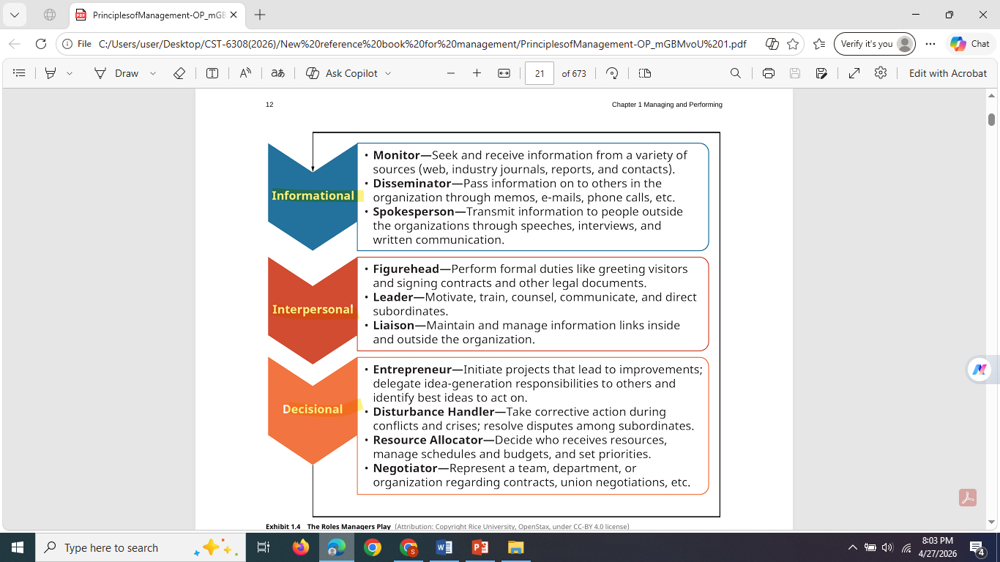 PrinciplesofManagement-OP_mGB
File
C:/Users/user/Desktop/CST-6308(2026)/New%20reference%20book%20for%20management/PrinciplesofManagement-OP_mGBMvoU%201.pdf
Verify it's you
Chat
Draw
Ask Copilot
21
of 673
Edit with Acrobat
12
Chapter 1 Managing and Performing
Informational
• Monitor—Seek and receive information from a variety of
sources (web, industry journals, reports, and contacts).
• Disseminator—Pass information on to others in the
organization through memos, e-mails, phone calls, etc.
• Spokesperson—Transmit information to people outside
the organizations through speeches, interviews, and
written communication.
Interpersonal
• Figurehead—Perform formal duties like greeting visitors
and signing contracts and other legal documents.
• Leader—Motivate, train, counsel, communicate, and direct
subordinates.
• Liaison—Maintain and manage information links inside
and outside the organization.
Decisional
• Entrepreneur—Initiate projects that lead to improvements;
delegate idea-generation responsibilities to others and
identify best ideas to act on.
• Disturbance Handler—Take corrective action during
conflicts and crises; resolve disputes among subordinates.
• Resource Allocator—Decide who receives resources,
manage schedules and budgets, and set priorities.
• Negotiator—Represent a team, department, or
organization regarding contracts, union negotiations, etc.
Exhibit 1.4 The Roles Managers Play (Attribution: Copyright Rice University, OpenStax, under CC-BY 4.0 license)
Type here to search
8:03 PM
4/27/2026
4